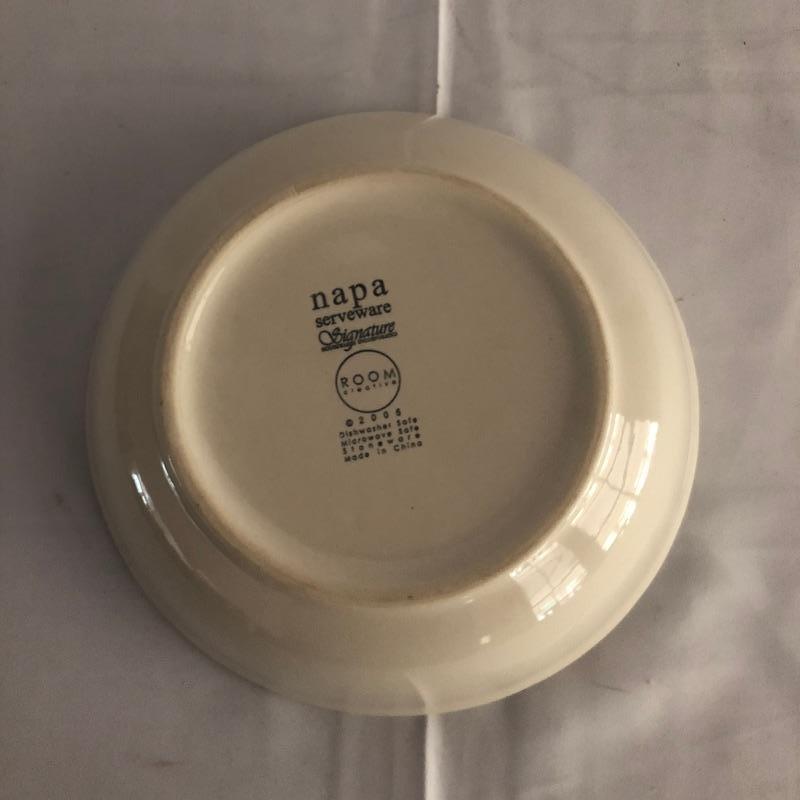 napa
serveware
Signature
ROOM
creative
© 2005
Dishwasher Safe
Microwave Safe
Stoneware
Made in China